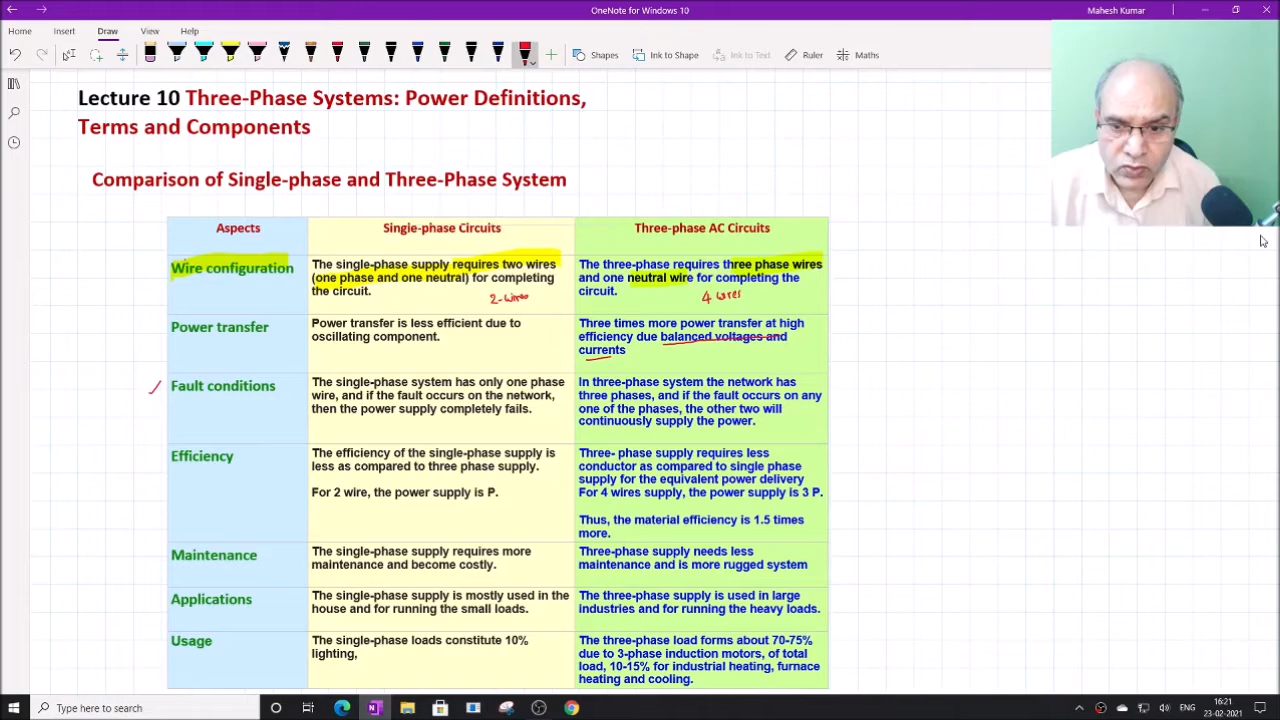 OneNote for Windows 10
Mahesh Kumar
Home Insert Draw View Help
Shapes Ink to Shape Ink to Text Ruler Maths
Lecture 10 Three-Phase Systems: Power Definitions,
Terms and Components
Comparison of Single-phase and Three-Phase System
Aspects Single-phase Circuits Three-phase AC Circuits
Wire configuration
The single-phase supply requires two wires
(one phase and one neutral) for completing
the circuit.
2-wires
The three-phase requires three phase wires
and one neutral wire for completing the
circuit.
4 wires
Power transfer
Power transfer is less efficient due to
oscillating component.
Three times more power transfer at high
efficiency due balanced voltages and
currents
Fault conditions
The single-phase system has only one phase
wire, and if the fault occurs on the network,
then the power supply completely fails.
In three-phase system the network has
three phases, and if the fault occurs on any
one of the phases, the other two will
continuously supply the power.
Efficiency
The efficiency of the single-phase supply is
less as compared to three phase supply.
For 2 wire, the power supply is P.
Three- phase supply requires less
conductor as compared to single phase
supply for the equivalent power delivery
For 4 wires supply, the power supply is 3 P.
Thus, the material efficiency is 1.5 times
more.
Maintenance
The single-phase supply requires more
maintenance and become costly.
Three-phase supply needs less
maintenance and is more rugged system
Applications
The single-phase supply is mostly used in the
house and for running the small loads.
The three-phase supply is used in large
industries and for running the heavy loads.
Usage
The single-phase loads constitute 10%
lighting,
The three-phase load forms about 70-75%
due to 3-phase induction motors, of total
load, 10-15% for industrial heating, furnace
heating and cooling.
Type here to search
ENG
16:21
23-02-2021